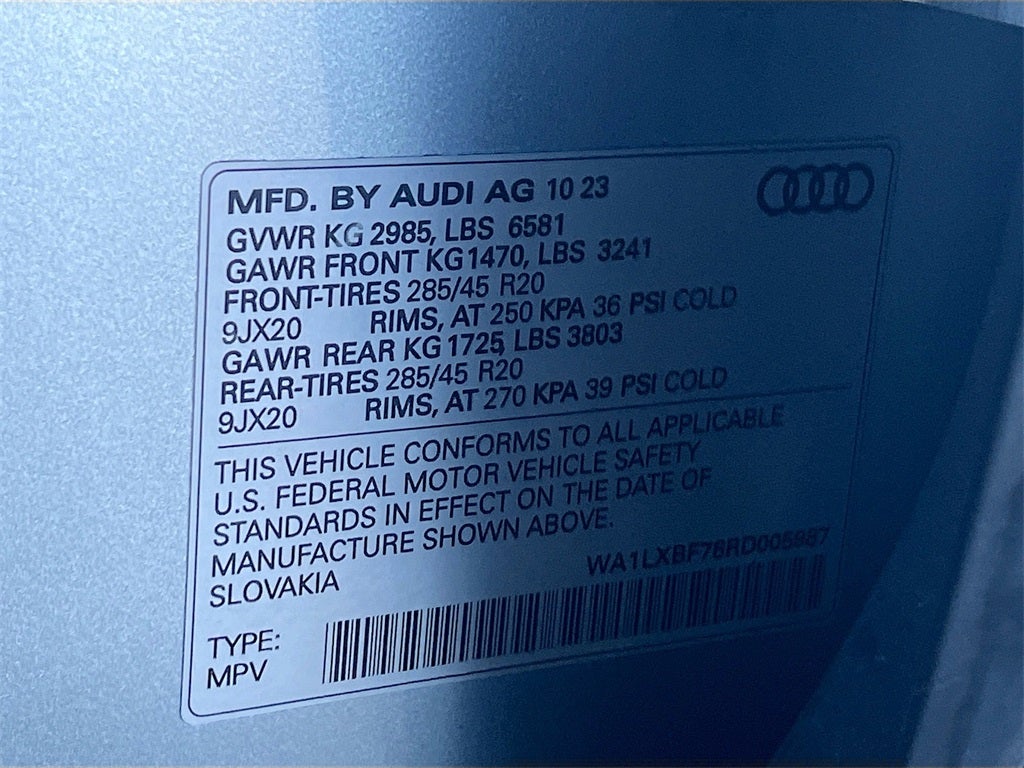 MFD. BY AUDI AG 10 23
GVWR KG 2985, LBS 6581
GAWR FRONT KG 1470, LBS 3241
FRONT-TIRES 285/45 R20
9JX20 RIMS, AT 250 KPA 36 PSI COLD
GAWR REAR KG 1725, LBS 3803
REAR-TIRES 285/45 R20
9JX20 RIMS, AT 270 KPA 39 PSI COLD
THIS VEHICLE CONFORMS TO ALL APPLICABLE
U.S. FEDERAL MOTOR VEHICLE SAFETY
STANDARDS IN EFFECT ON THE DATE OF
MANUFACTURE SHOWN ABOVE.
SLOVAKIA
WA1LXBF78RD005987
TYPE:
MPV